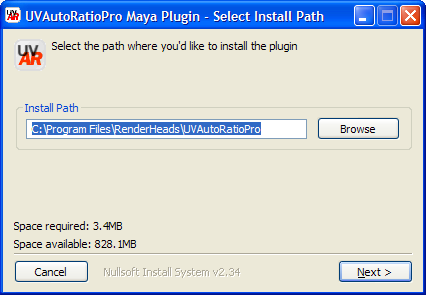 UVAutoRatioPro Maya Plugin - Select Install Path
UV
AR
Select the path where you'd like to install the plugin
Install Path
C:\Program Files\RenderHeads\UVAutoRatioPro
Browse
Space required: 3.4MB
Space available: 828.1MB
Cancel
Nullsoft Install System v2.34
Next >